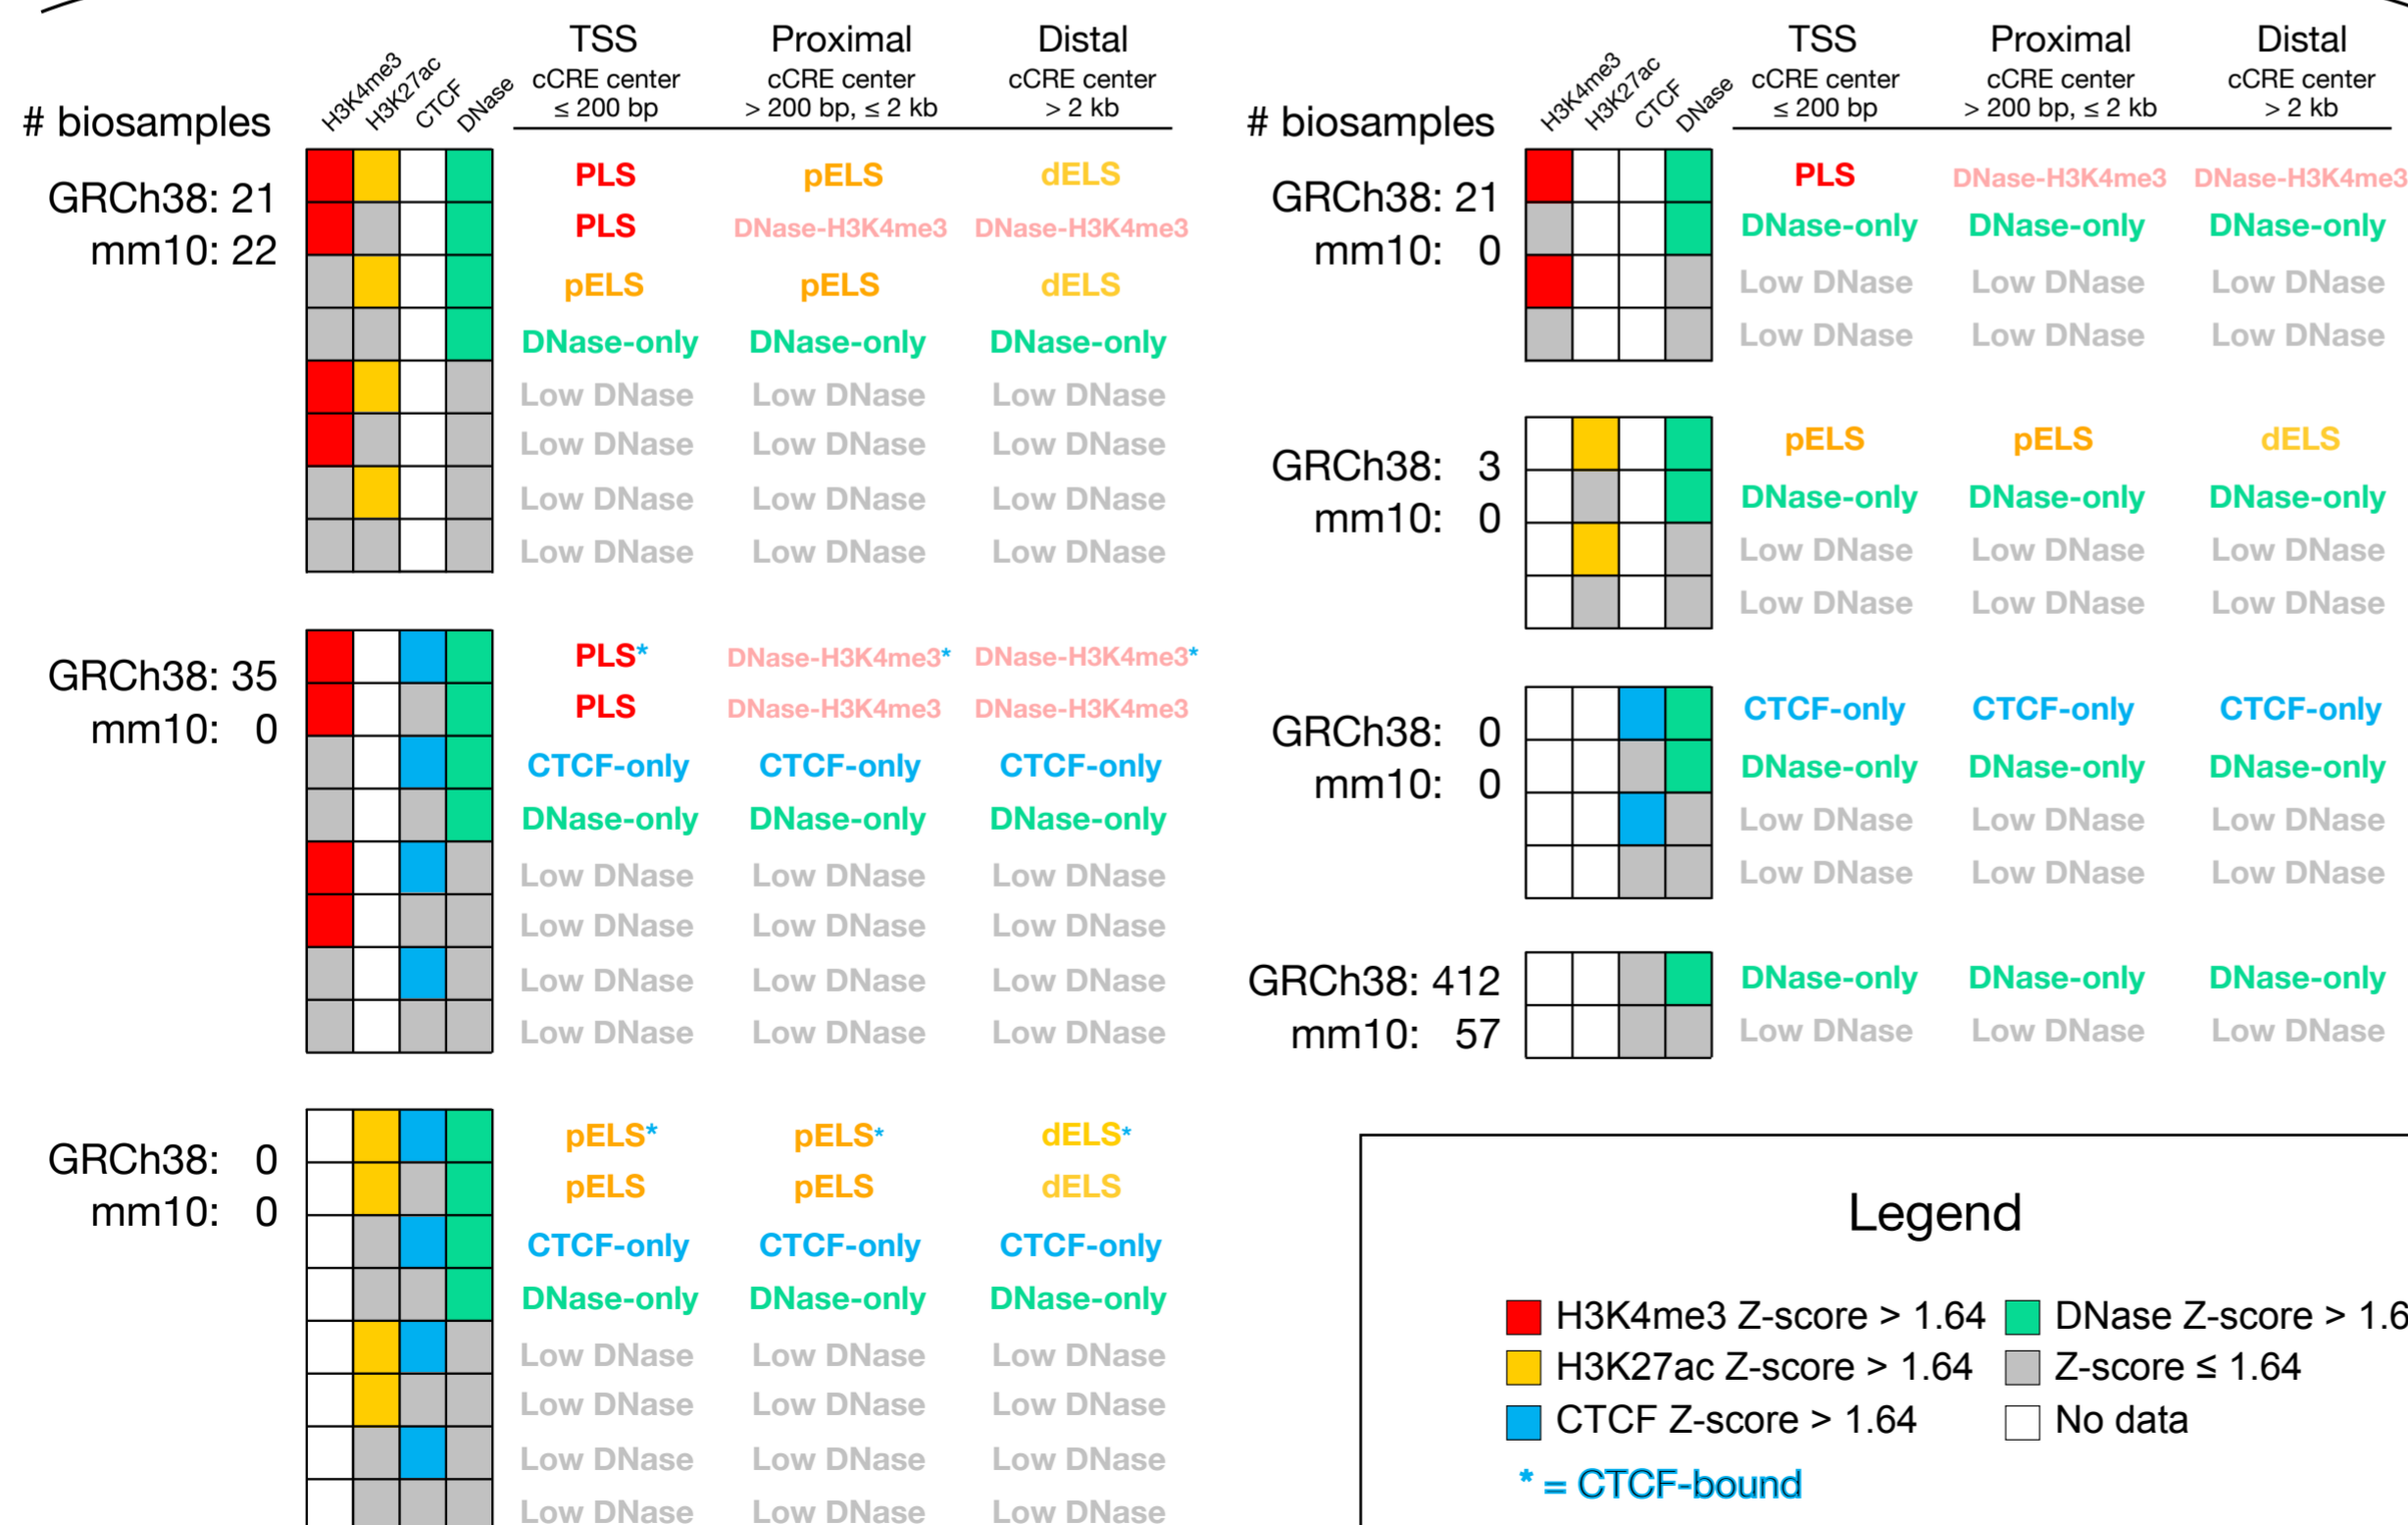 # biosamples
H3K4me3
H3K27ac
CTCF
DNase
TSS Proximal Distal
cCRE center cCRE center cCRE center
≤ 200 bp > 200 bp, ≤ 2 kb > 2 kb
GRCh38: 21
mm10: 22
PLS pELS dELS
PLS DNase-H3K4me3 DNase-H3K4me3
pELS pELS dELS
DNase-only DNase-only DNase-only
Low DNase Low DNase Low DNase
Low DNase Low DNase Low DNase
Low DNase Low DNase Low DNase
Low DNase Low DNase Low DNase
GRCh38: 35
mm10: 0
PLS* DNase-H3K4me3* DNase-H3K4me3*
PLS DNase-H3K4me3 DNase-H3K4me3
CTCF-only CTCF-only CTCF-only
DNase-only DNase-only DNase-only
Low DNase Low DNase Low DNase
Low DNase Low DNase Low DNase
Low DNase Low DNase Low DNase
Low DNase Low DNase Low DNase
GRCh38: 0
mm10: 0
pELS* pELS* dELS*
pELS pELS dELS
CTCF-only CTCF-only CTCF-only
DNase-only DNase-only DNase-only
Low DNase Low DNase Low DNase
Low DNase Low DNase Low DNase
Low DNase Low DNase Low DNase
Low DNase Low DNase Low DNase
# biosamples
H3K4me3
H3K27ac
CTCF
DNase
TSS Proximal Distal
cCRE center cCRE center cCRE center
≤ 200 bp > 200 bp, ≤ 2 kb > 2 kb
GRCh38: 21
mm10: 0
PLS DNase-H3K4me3 DNase-H3K4me3
DNase-only DNase-only DNase-only
Low DNase Low DNase Low DNase
Low DNase Low DNase Low DNase
GRCh38: 3
mm10: 0
pELS pELS dELS
DNase-only DNase-only DNase-only
Low DNase Low DNase Low DNase
Low DNase Low DNase Low DNase
GRCh38: 0
mm10: 0
CTCF-only CTCF-only CTCF-only
DNase-only DNase-only DNase-only
Low DNase Low DNase Low DNase
Low DNase Low DNase Low DNase
GRCh38: 412
mm10: 57
DNase-only DNase-only DNase-only
Low DNase Low DNase Low DNase
Legend
H3K4me3 Z-score > 1.64 DNase Z-score > 1.6
H3K27ac Z-score > 1.64 Z-score ≤ 1.64
CTCF Z-score > 1.64 No data
* = CTCF-bound